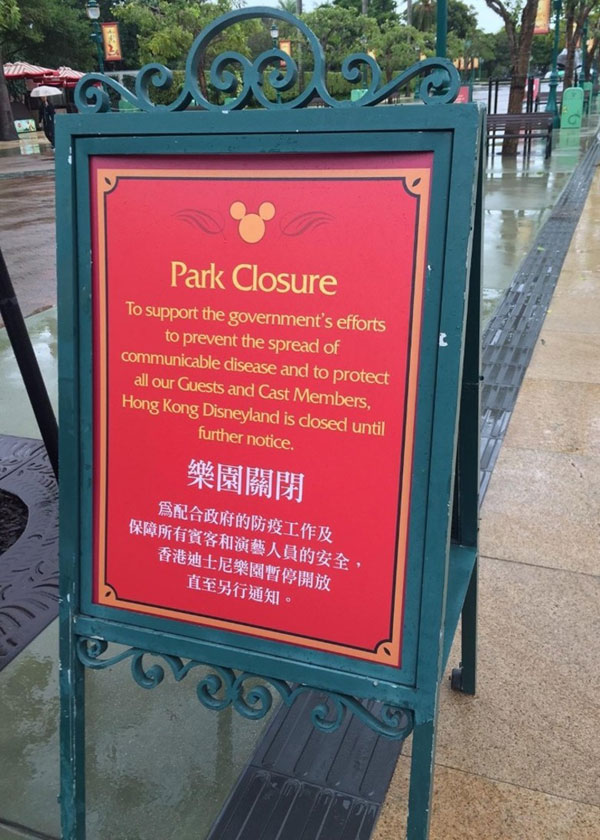 Park Closure
To support the government's efforts
to prevent the spread of
communicable disease and to protect
all our Guests and Cast Members,
Hong Kong Disneyland is closed until
further notice.
樂園關閉
為配合政府的防疫工作及
保障所有賓客和演藝人員的安全，
香港迪士尼樂園暫停開放
直至另行通知。